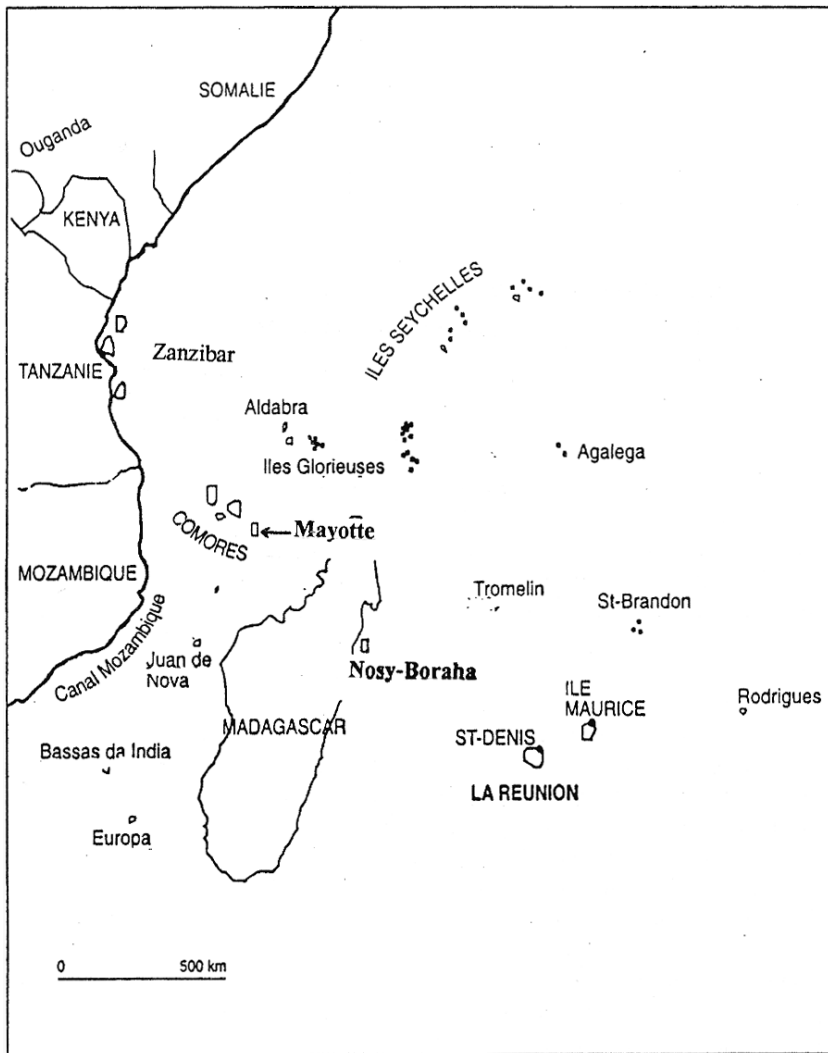 SOMALIE
Ouganda
KENYA
ILES SEYCHELLES
Zanzibar
TANZANIE
Aldabra
Iles Glorieuses
Agalega
COMORES
Mayotte
MOZAMBIQUE
Canal Mozambique
Tromelin
St-Brandon
Juan de
Nova
Nosy-Boraha
ILE
MAURICE
Rodrigues
MADAGASCAR
ST-DENIS
Bassas da India
LA REUNION
Europa
0 500 km